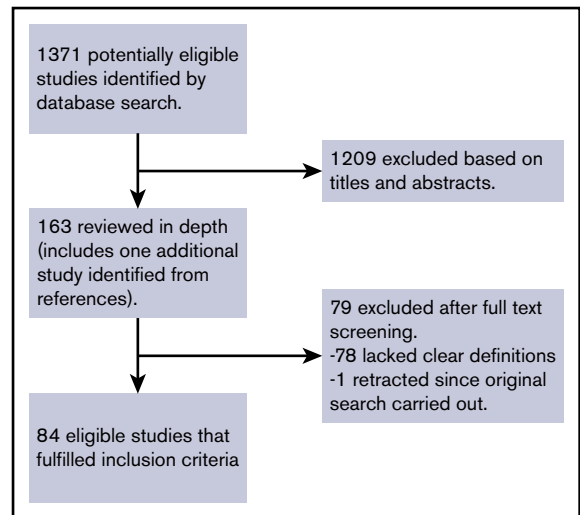 1371 potentially eligible
studies identified by
database search.
1209 excluded based on
titles and abstracts.
163 reviewed in depth
(includes one additional
study identified from
references).
79 excluded after full text
screening.
-78 lacked clear definitions
-1 retracted since original
search carried out.
84 eligible studies that
fulfilled inclusion criteria